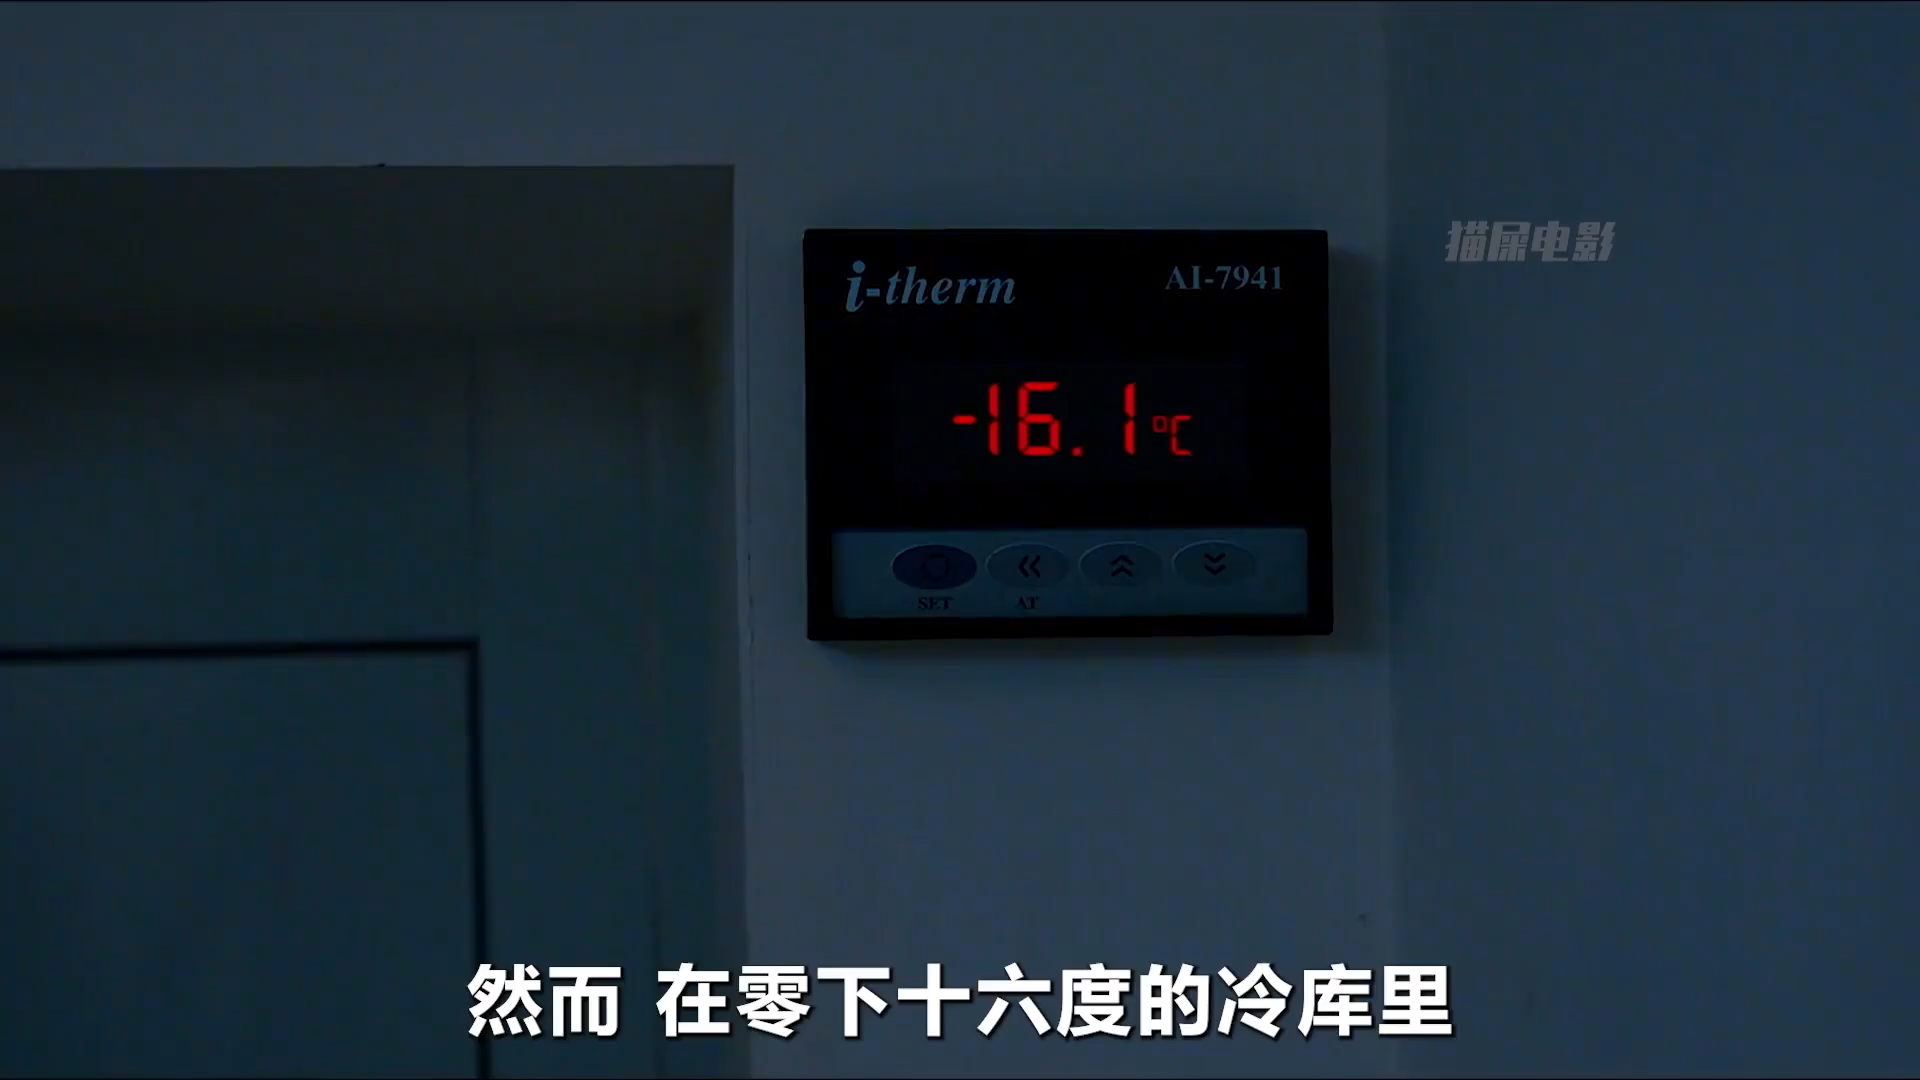 猫屎电影
i-therm
AI-7941
-16.1℃
SET
AT
然而 在零下十六度的冷库里